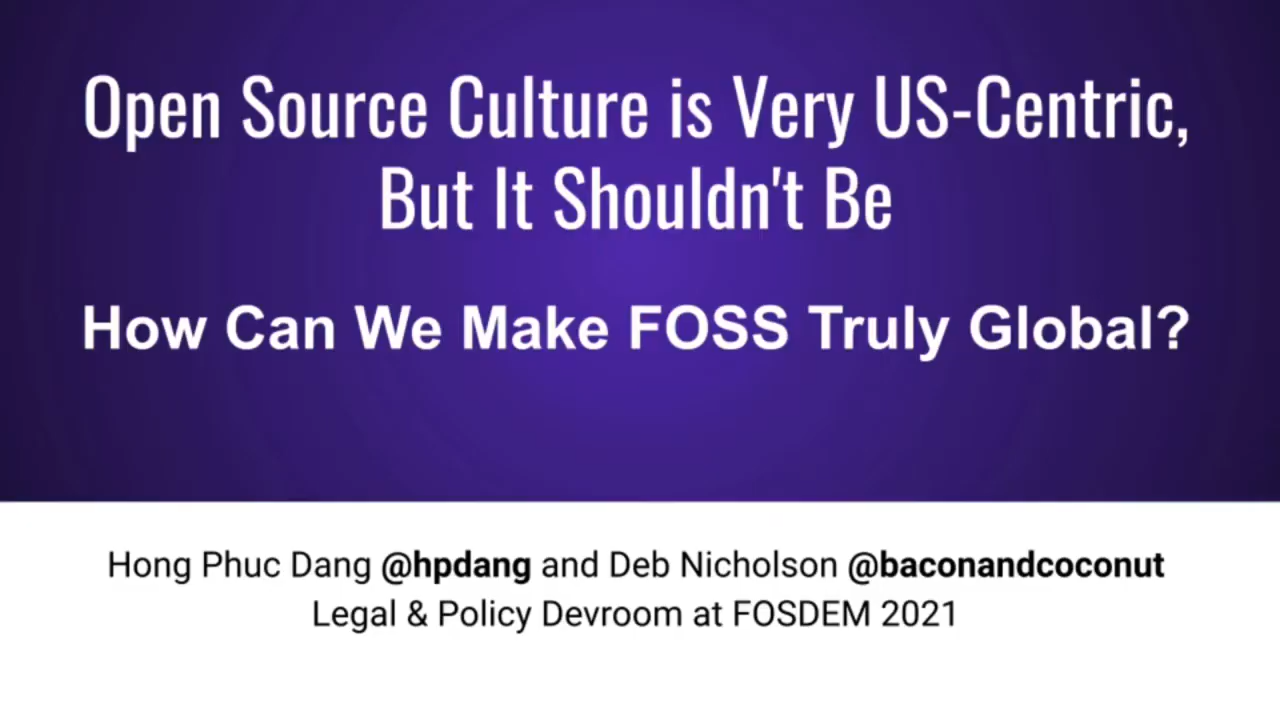 Open Source Culture is Very US-Centric,
But It Shouldn't Be
How Can We Make FOSS Truly Global?
Hong Phuc Dang @hpdang and Deb Nicholson @baconandcoconut
Legal & Policy Devroom at FOSDEM 2021